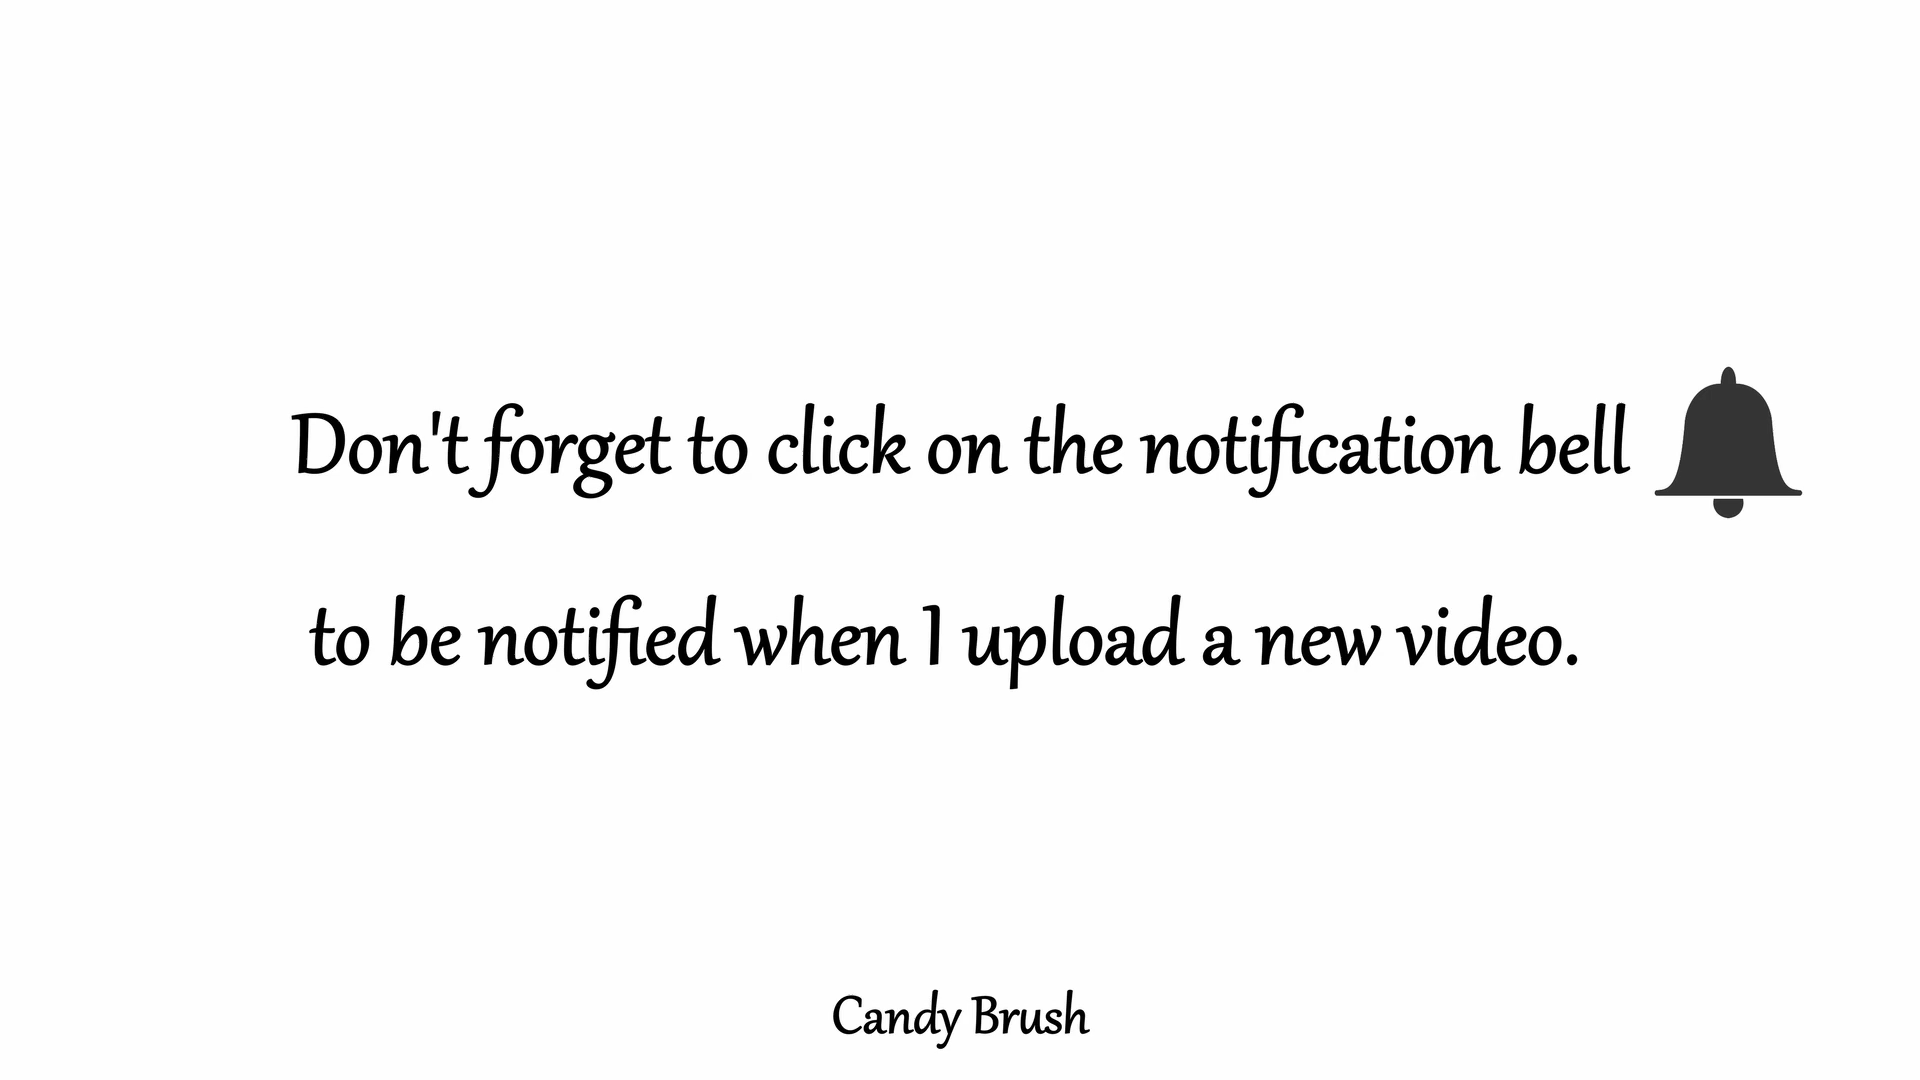 Don't forget to click on the notification bell
to be notified when I upload a new video.
Candy Brush